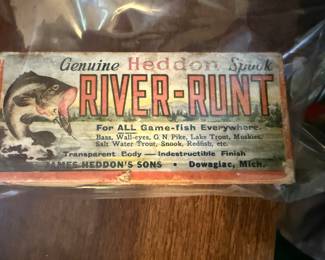 Genuine Heddon Spook
RIVER-RUNT
For ALL Game-fish Everywhere.
Bass, Wall-eyes, G. N. Pike, Lake Trout, Muskies,
Salt Water Trout, Snook, Redfish, etc.
Transparent Body — Indestructible Finish
JAMES HEDDON'S SONS • Dowagiac, Mich.